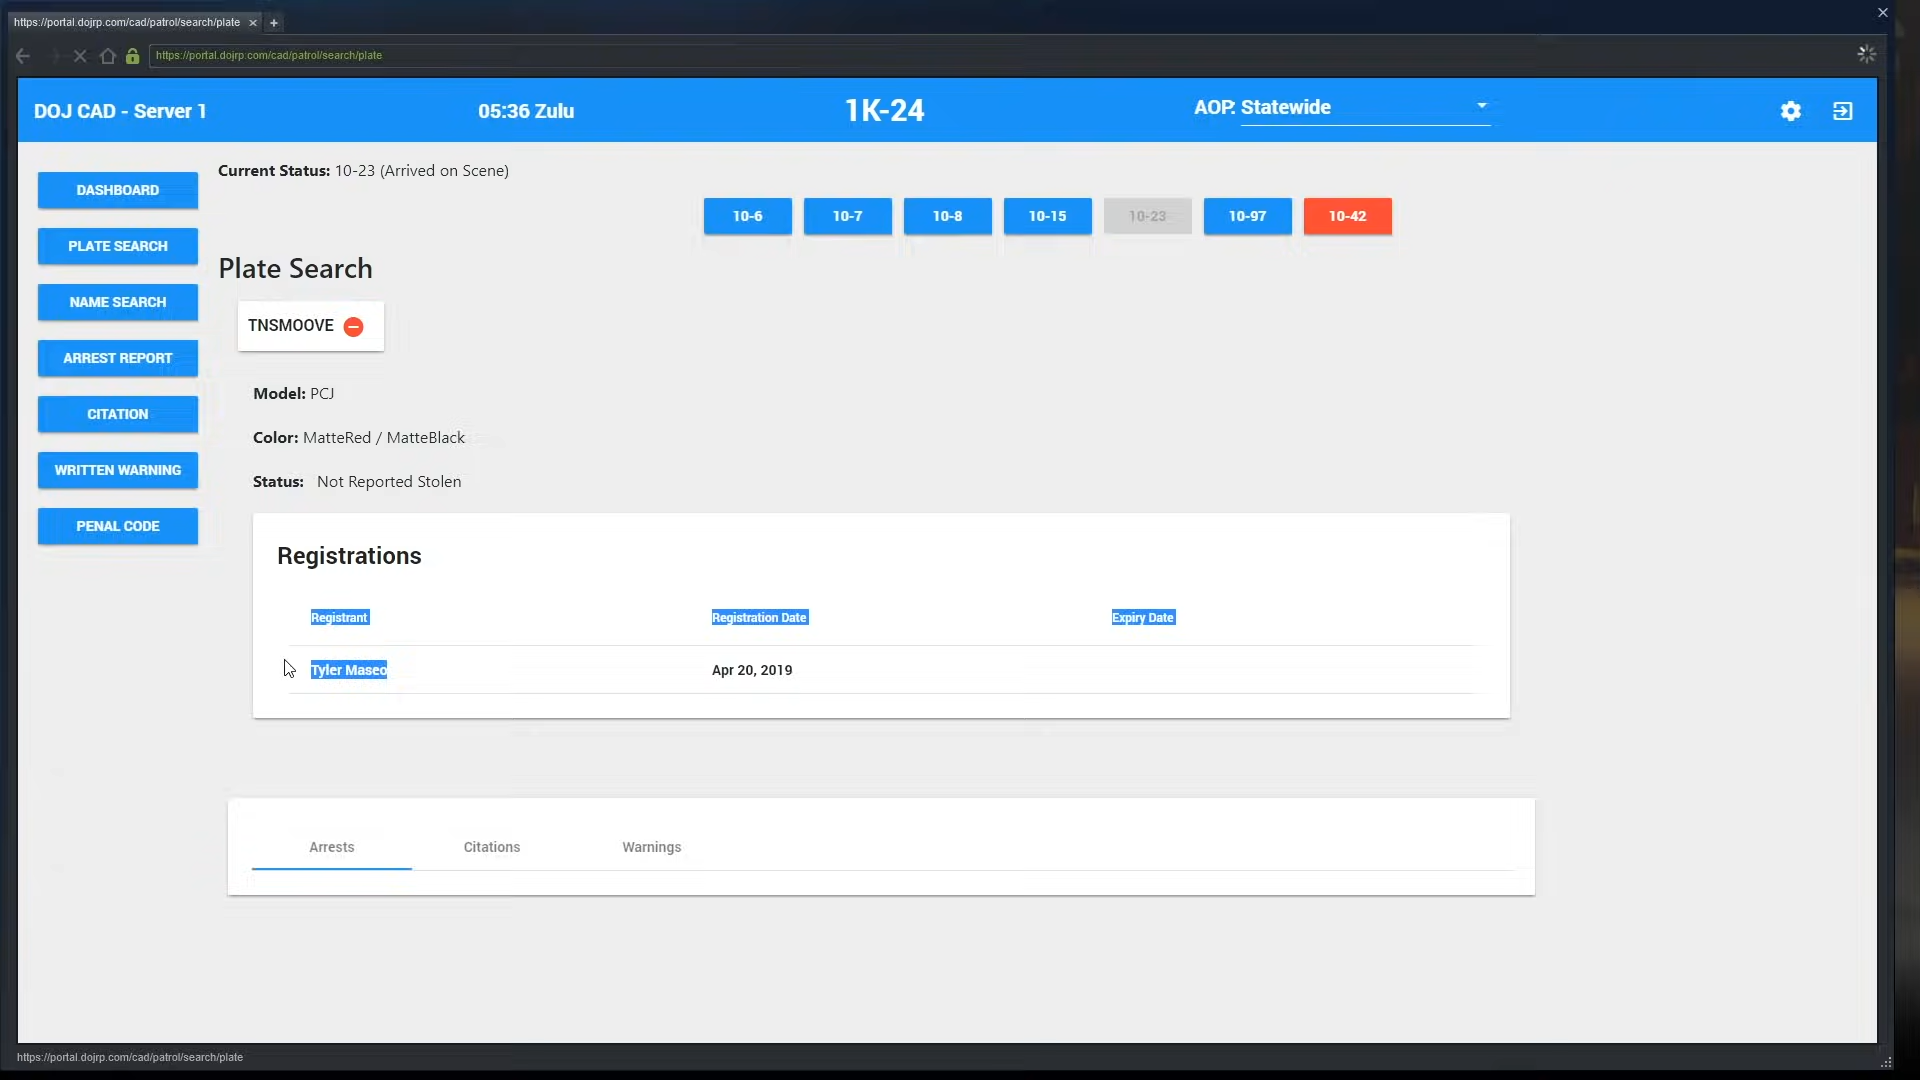 https://portal.dojrp.com/cad/patrol/search/plate
https://portal.dojrp.com/cad/patrol/search/plate
DOJ CAD - Server 1 05:36 Zulu 1K-24 AOP: Statewide
Current Status: 10-23 (Arrived on Scene)
DASHBOARD
10-6 10-7 10-8 10-15 10-23 10-97 10-42
PLATE SEARCH
Plate Search
NAME SEARCH
TNSMOOVE
ARREST REPORT
Model: PCJ
CITATION
Color: MatteRed / MatteBlack
WRITTEN WARNING
Status: Not Reported Stolen
PENAL CODE
Registrations
Registrant Registration Date Expiry Date
Tyler Maseo Apr 20, 2019
Arrests Citations Warnings
https://portal.dojrp.com/cad/patrol/search/plate